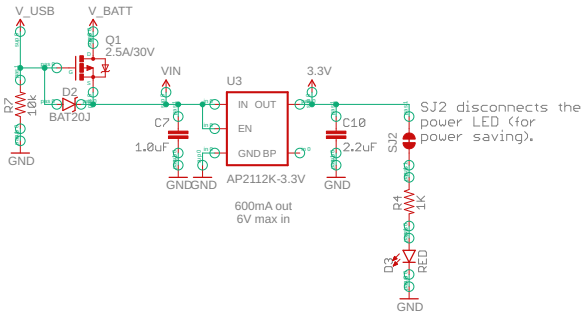 V_USB
V_BATT
Q1
2.5A/30V
D2
BAT20J
R7
10k
GND
VIN
U3
3.3V
IN OUT
EN
GND BP
C7
1.0uF
GND
GND
AP2112K-3.3V
600mA out
6V max in
C10
2.2uF
GND
SJ2 disconnects the
power LED (for
power saving).
SJ2
R4
1K
D3
RED
GND